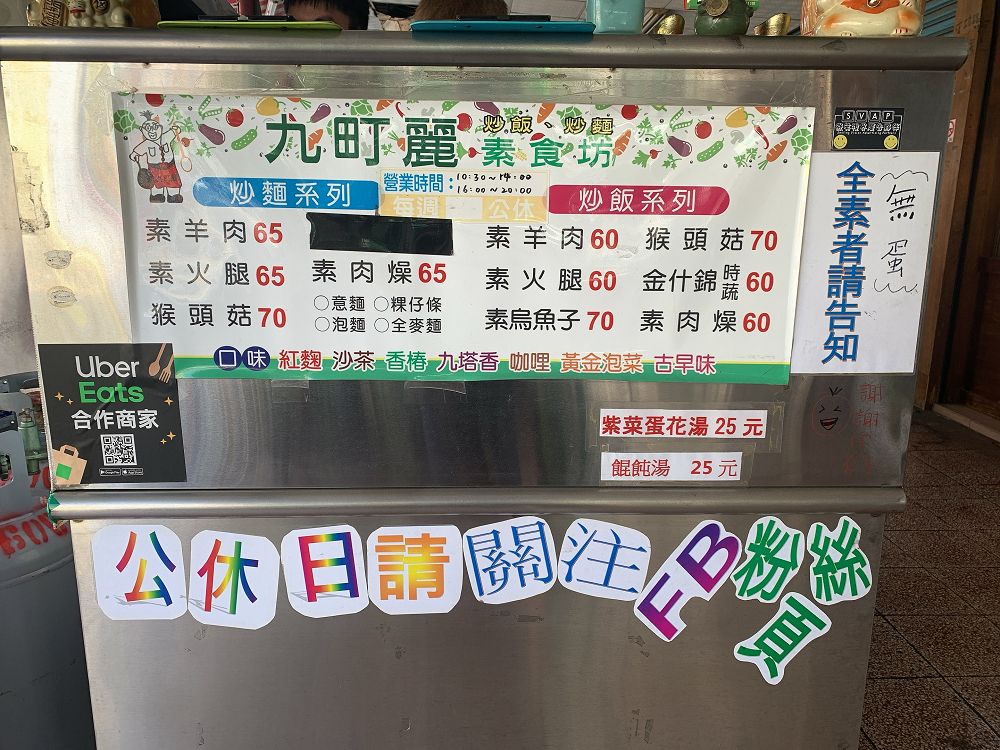 九町麗 炒飯、炒麵
素食坊
營業時間：10:30～14:00
16:00～20:00
每週 公休
炒麵系列
素羊肉65
素火腿65 素肉燥65
猴頭菇70 ○意麵 ○粿仔條
○泡麵 ○全麥麵
炒飯系列
素羊肉60 猴頭菇70
素火腿60 金什錦時蔬60
素烏魚子70 素肉燥60
口味 紅麴 沙茶 香椿 九塔香 咖哩 黃金泡菜 古早味
SVAP
全素者請告知
無蛋
謝謝
Uber
Eats
合作商家
紫菜蛋花湯 25 元
餛飩湯 25 元
公休日請關注FB粉絲頁